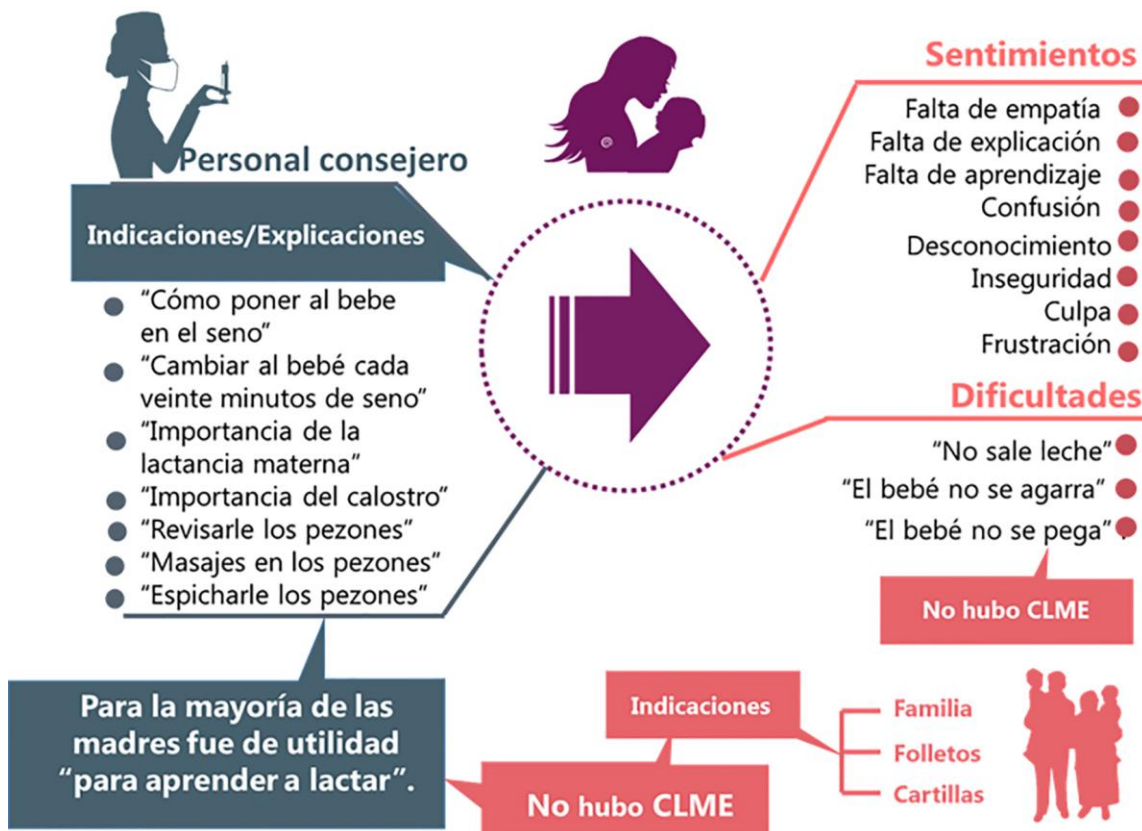 Personal consejero
Indicaciones/Explicaciones
“Cómo poner al bebe
en el seno”
“Cambiar al bebé cada
veinte minutos de seno”
“Importancia de la
lactancia materna”
“Importancia del calostro”
“Revisarle los pezones”
“Masajes en los pezones”
“Espicharle los pezones”
Para la mayoría de las
madres fue de utilidad
“para aprender a lactar”.
Sentimientos
Falta de empatía
Falta de explicación
Falta de aprendizaje
Confusión
Desconocimiento
Inseguridad
Culpa
Frustración
Dificultades
“No sale leche”
“El bebé no se agarra”
“El bebé no se pega” .
No hubo CLME
Indicaciones
Familia
Folletos
Cartillas
No hubo CLME